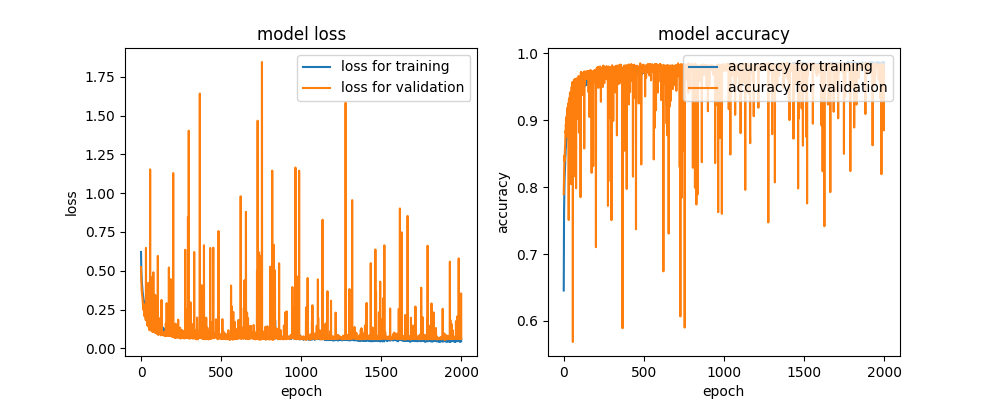 model loss
loss for training
loss for validation
1.75
1.50
1.25
1.00
0.75
0.50
0.25
0.00
loss
0
500
1000
1500
2000
epoch
model accuracy
acuraccy for training
accuracy for validation
1.0
0.9
0.8
0.7
0.6
accuracy
0
500
1000
1500
2000
epoch